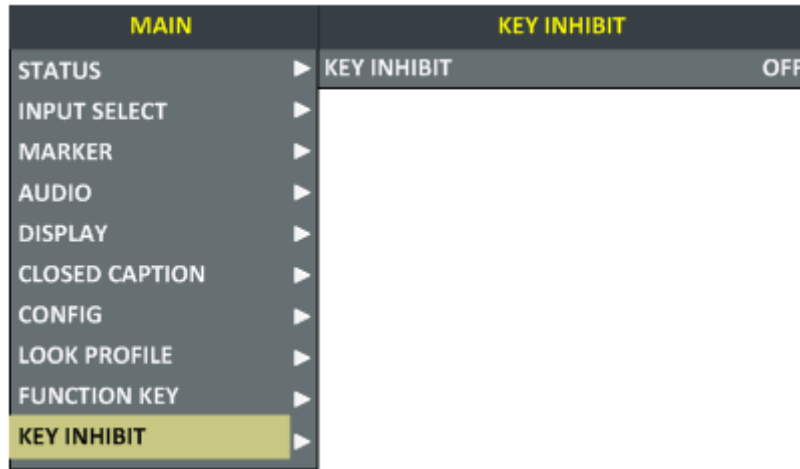 MAIN
STATUS
INPUT SELECT
MARKER
AUDIO
DISPLAY
CLOSED CAPTION
CONFIG
LOOK PROFILE
FUNCTION KEY
KEY INHIBIT
KEY INHIBIT
KEY INHIBIT OFF